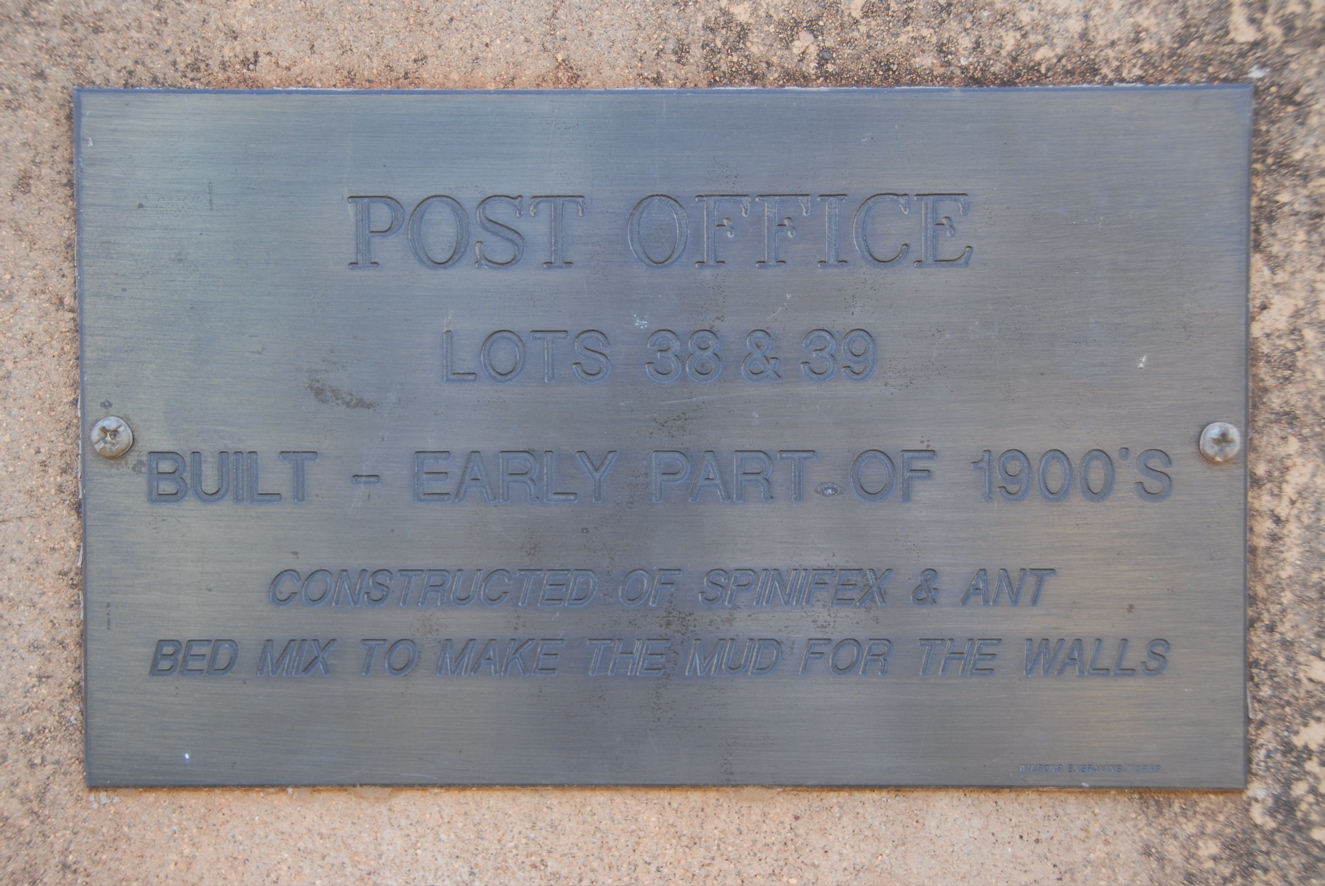 POST OFFICE
LOTS 38 & 39
BUILT - EARLY PART OF 1900'S
CONSTRUCTED OF SPINIFEX & ANT
BED MIX TO MAKE THE MUD FOR THE WALLS